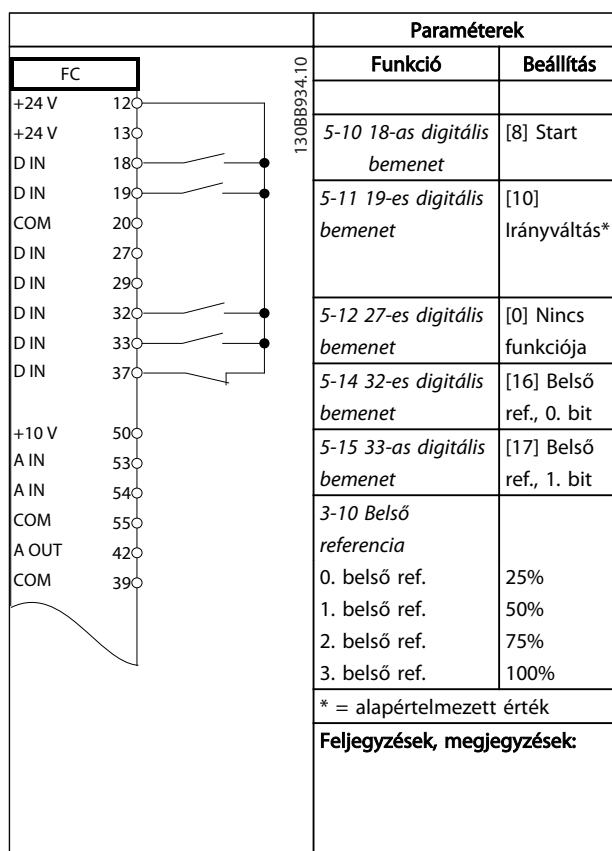 Paraméterek
FC
+24 V 12
+24 V 13
D IN 18
D IN 19
COM 20
D IN 27
D IN 29
D IN 32
D IN 33
D IN 37
+10 V 50
A IN 53
A IN 54
COM 55
A OUT 42
COM 39
130BB934.10
Funkció Beállítás
5-10 18-as digitális [8] Start
bemenet
5-11 19-es digitális [10]
bemenet Irányváltás*
5-12 27-es digitális [0] Nincs
bemenet funkciója
5-14 32-es digitális [16] Belső
bemenet ref., 0. bit
5-15 33-as digitális [17] Belső
bemenet ref., 1. bit
3-10 Belső
referencia
0. belső ref. 25%
1. belső ref. 50%
2. belső ref. 75%
3. belső ref. 100%
* = alapértelmezett érték
Feljegyzések, megjegyzések: